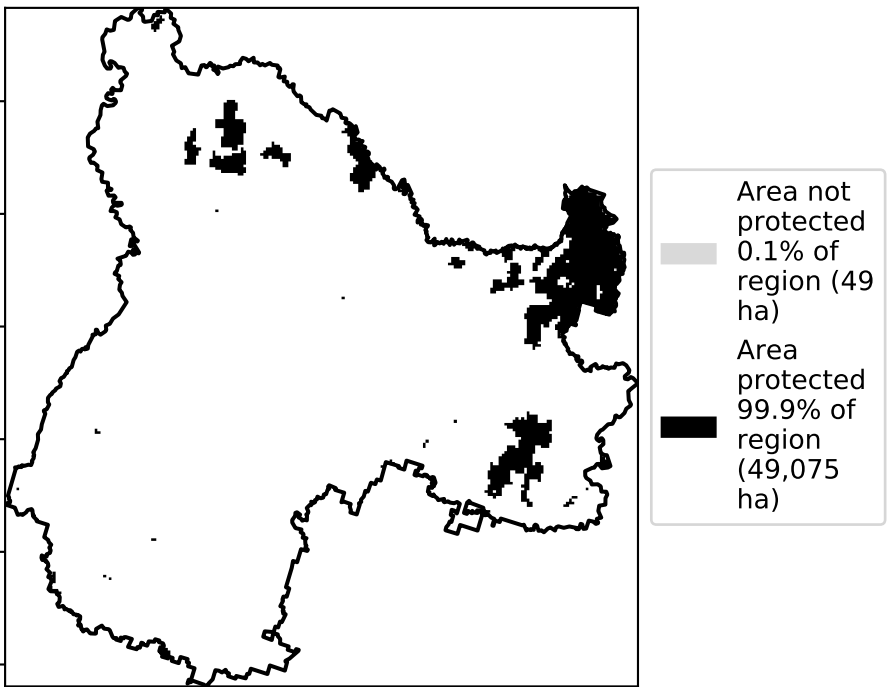 Area not
protected
0.1% of
region (49
ha)
Area
protected
99.9% of
region
(49,075
ha)